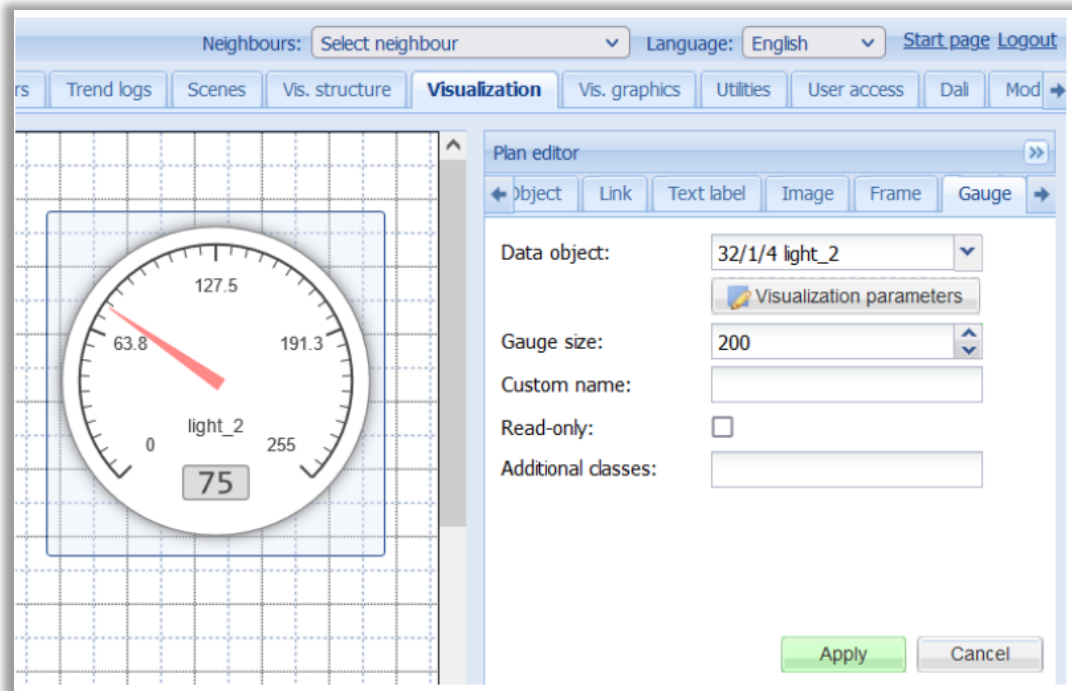 Neighbours: Select neighbour Language: English Start page Logout
rs Trend logs Scenes Vis. structure Visualization Vis. graphics Utilities User access Dali Mod
Plan editor
Object Link Text label Image Frame Gauge
Data object: 32/1/4 light_2
Visualization parameters
Gauge size: 200
Custom name:
Read-only:
Additional classes:
Apply Cancel
127.5
63.8 191.3
light_2
0 255
75